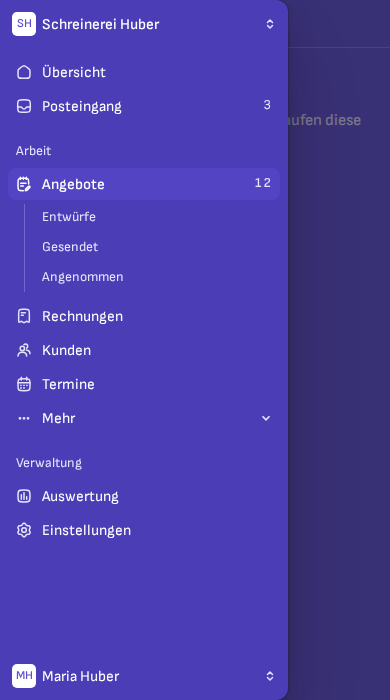 SH Schreinerei Huber
Übersicht
Posteingang 3
aufen diese
Arbeit
Angebote 12
Entwürfe
Gesendet
Angenommen
Rechnungen
Kunden
Termine
Mehr
Verwaltung
Auswertung
Einstellungen
MH Maria Huber